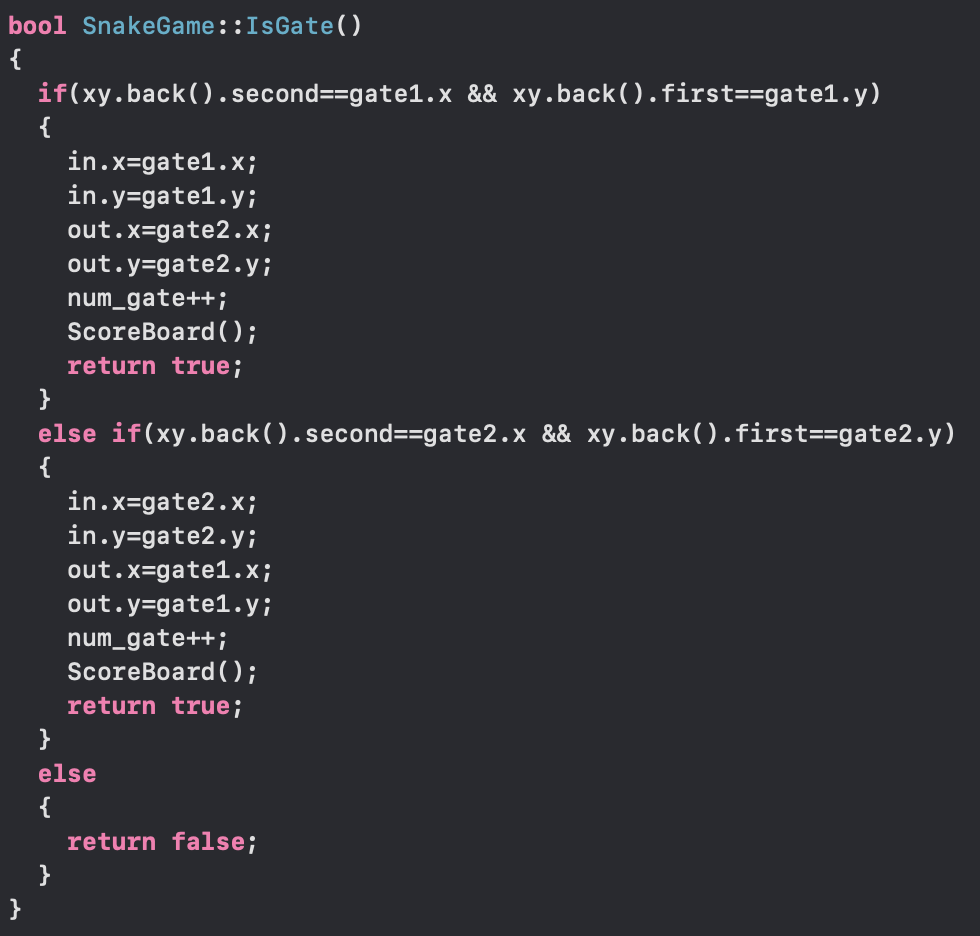 bool SnakeGame::IsGate()
{
  if(xy.back().second==gate1.x && xy.back().first==gate1.y)
  {
    in.x=gate1.x;
    in.y=gate1.y;
    out.x=gate2.x;
    out.y=gate2.y;
    num_gate++;
    ScoreBoard();
    return true;
  }
  else if(xy.back().second==gate2.x && xy.back().first==gate2.y)
  {
    in.x=gate2.x;
    in.y=gate2.y;
    out.x=gate1.x;
    out.y=gate1.y;
    num_gate++;
    ScoreBoard();
    return true;
  }
  else
  {
    return false;
  }
}